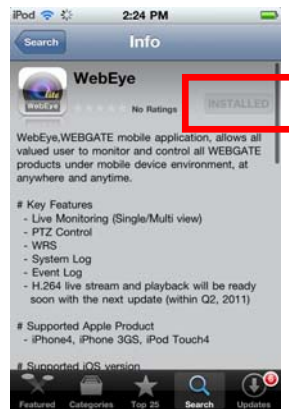 iPod 2:24 PM
Search Info
lite
WebEye
WebEye
No Ratings
INSTALLED
WebEye,WEBGATE mobile application, allows all
valued user to monitor and control all WEBGATE
products under mobile device environment, at
anywhere and anytime.
# Key Features
- Live Monitoring (Single/Multi view)
- PTZ Control
- WRS
- System Log
- Event Log
- H.264 live stream and playback will be ready
soon with the next update (within Q2, 2011)
# Supported Apple Product
- iPhone4, iPhone 3GS, iPod Touch4
# Supported iOS version
6
Featured Categories Top 25 Search Updates